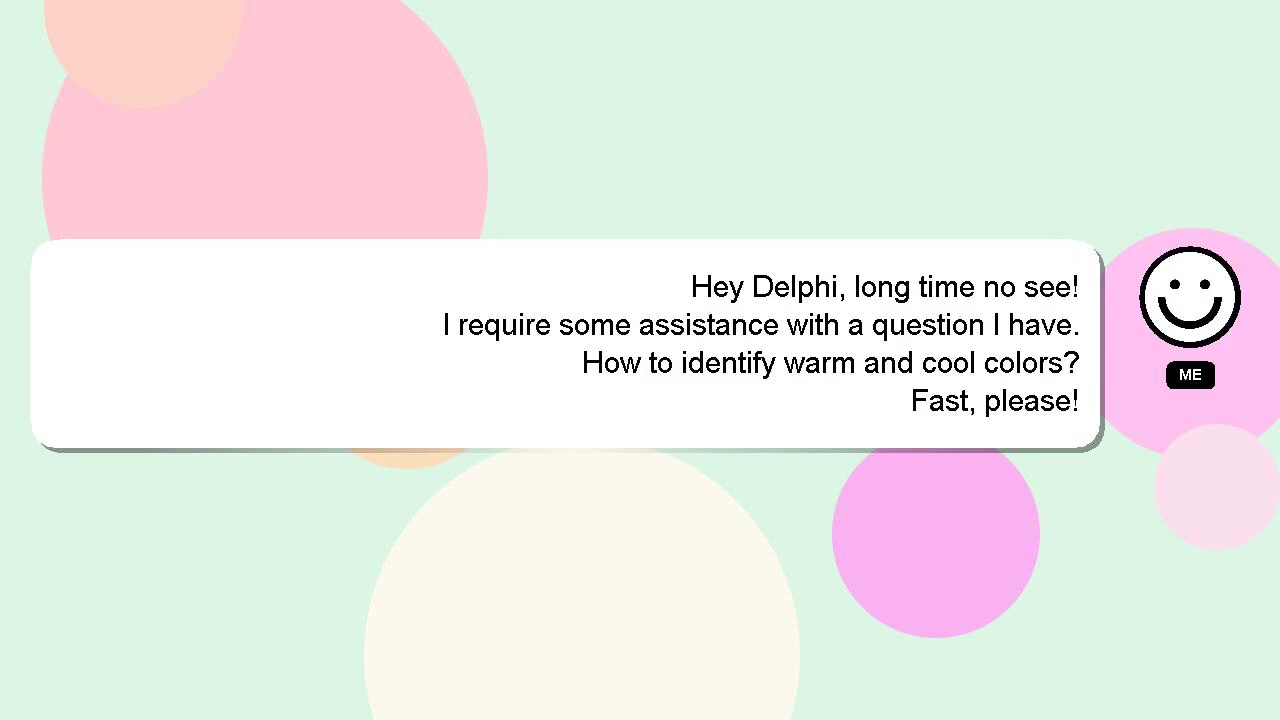 Hey Delphi, long time no see!
I require some assistance with a question I have.
How to identify warm and cool colors?
Fast, please!
ME